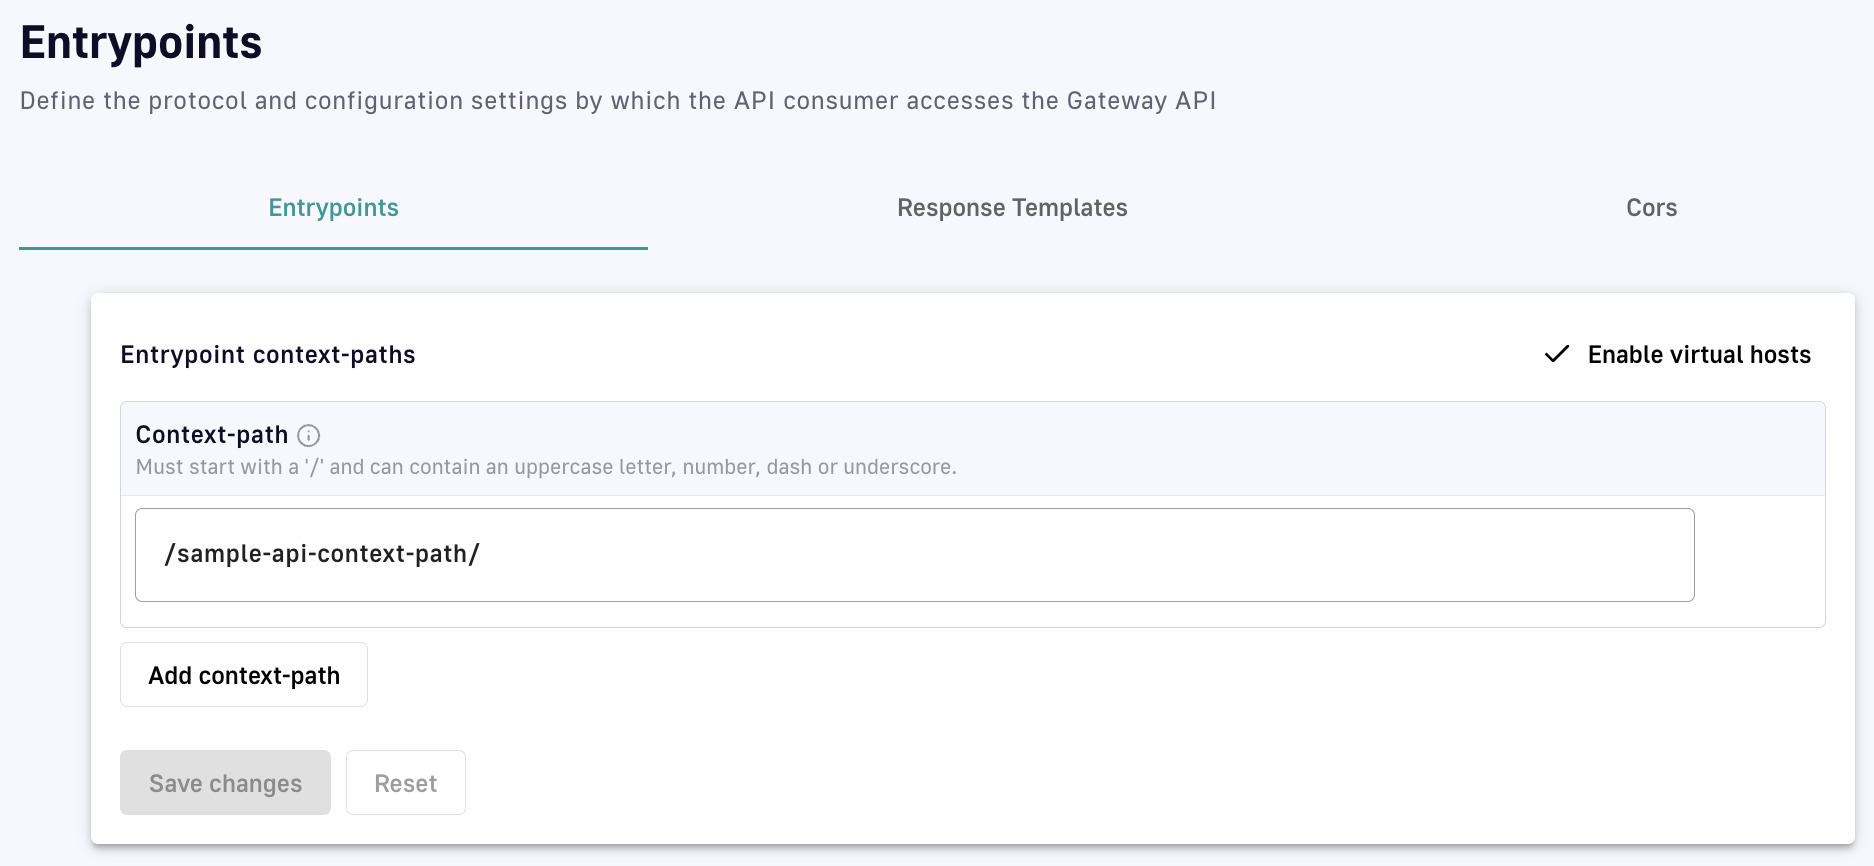 Entrypoints
Define the protocol and configuration settings by which the API consumer accesses the Gateway API
Entrypoints
Response Templates
Cors
Entrypoint context-paths
Enable virtual hosts
Context-path
Must start with a '/' and can contain an uppercase letter, number, dash or underscore.
/sample-api-context-path/
Add context-path
Save changes
Reset